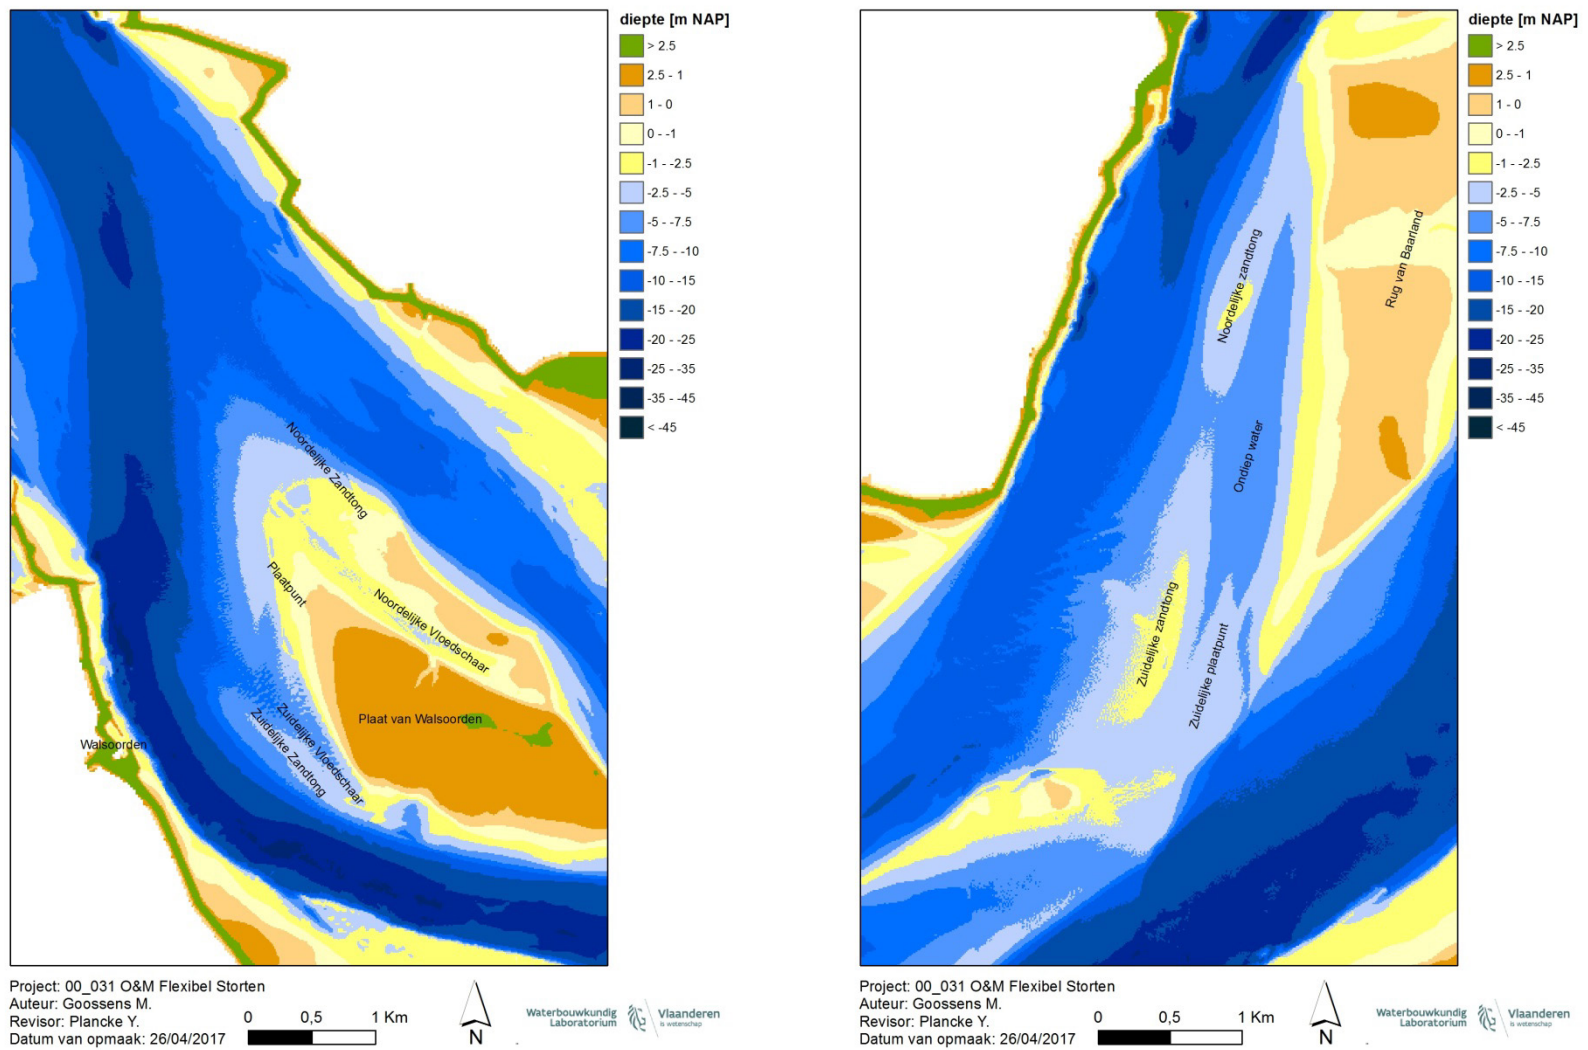 diepte [m NAP]
> 2.5
2.5 - 1
1 - 0
0 - -1
-1 - -2.5
-2.5 - -5
-5 - -7.5
-7.5 - -10
-10 - -15
-15 - -20
-20 - -25
-25 - -35
-35 - -45
< -45
Noordelijke Zandtong
Plaatpunt
Noordelijke Vloedschaar
Plaat van Walsoorden
Zuidelijke Vloedschaar
Zuidelijke Zandtong
Walsoorden
Project: 00_031 O&M Flexibel Storten
Auteur: Goossens M.
Revisor: Plancke Y.
Datum van opmaak: 26/04/2017
0 0,5 1 Km
N
Waterbouwkundig
Laboratorium
Vlaanderen
is wetenschap
diepte [m NAP]
> 2.5
2.5 - 1
1 - 0
0 - -1
-1 - -2.5
-2.5 - -5
-5 - -7.5
-7.5 - -10
-10 - -15
-15 - -20
-20 - -25
-25 - -35
-35 - -45
< -45
Noordelijke zandtong
Rug van Baarland
Ondiep water
Zuidelijke zandtong
Zuidelijke plaatpunt
Project: 00_031 O&M Flexibel Storten
Auteur: Goossens M.
Revisor: Plancke Y.
Datum van opmaak: 26/04/2017
0 0,5 1 Km
N
Waterbouwkundig
Laboratorium
Vlaanderen
is wetenschap